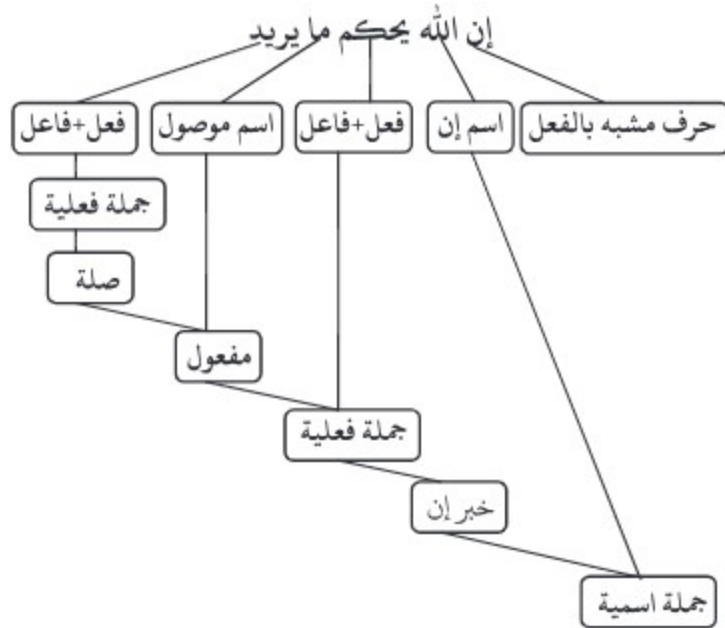 إن الله يحكم ما يريد
حرف مشبه بالفعل
اسم إن
فعل+فاعل
اسم موصول
فعل+فاعل
جملة فعلية
صلة
مفعول
جملة فعلية
خبر إن
جملة اسمية